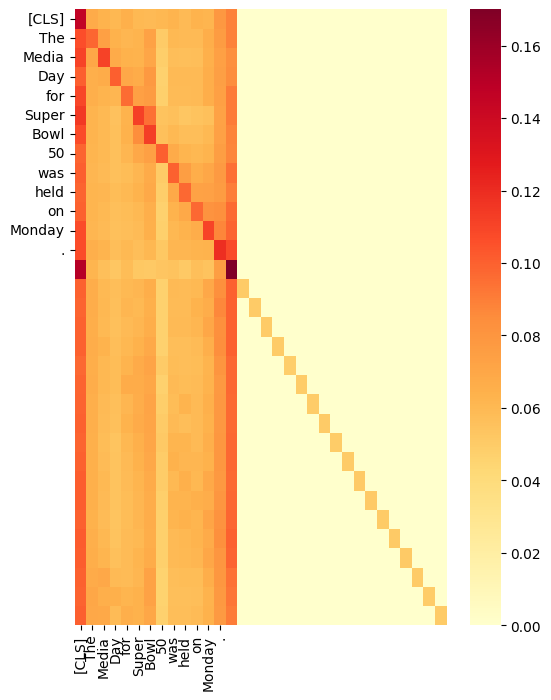 [CLS]
The
Media
Day
for
Super
Bowl
50
was
held
on
Monday
.
0.16
0.14
0.12
0.10
0.08
0.06
0.04
0.02
0.00
[CLS]
The
Media
Day
for
Super
Bowl
50
was
held
on
Monday
.